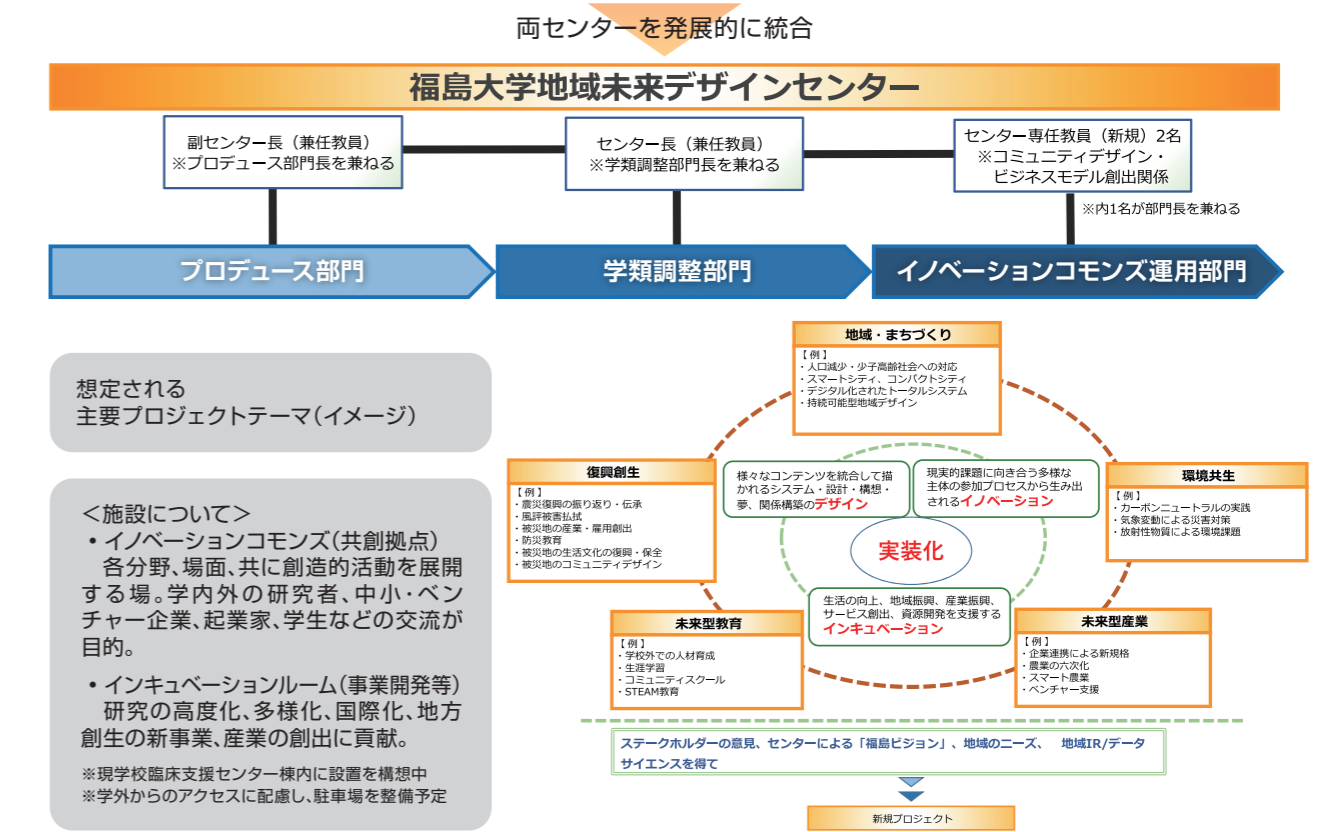 両センターを発展的に統合
福島大学地域未来デザインセンター
副センター長（兼任教員）
※プロデュース部門長を兼ねる
センター長（兼任教員）
※学類調整部門長を兼ねる
センター専任教員（新規）2名
※コミュニティデザイン・
ビジネスモデル創出関係
※内1名が部門長を兼ねる
プロデュース部門
学類調整部門
イノベーションコモンズ運用部門
想定される
主要プロジェクトテーマ（イメージ）
＜施設について＞
・イノベーションコモンズ（共創拠点）
各分野、場面、共に創造的活動を展開
する場。学内外の研究者、中小・ベン
チャー企業、起業家、学生などの交流が
目的。
・インキュベーションルーム（事業開発等）
研究の高度化、多様化、国際化、地方
創生の新事業、産業の創出に貢献。
※現学校臨床支援センター棟内に設置を構想中
※学外からのアクセスに配慮し、駐車場を整備予定
地域・まちづくり
【例】
・人口減少・少子高齢社会への対応
・スマートシティ、コンパクトシティ
・デジタル化されたトータルシステム
・持続可能型地域デザイン
復興創生
【例】
・震災復興の振り返り・伝承
・風評被害払拭
・被災地の産業・雇用創出
・防災教育
・被災地の生活文化の復興・保全
・被災地のコミュニティデザイン
様々なコンテンツを統合して描
かれるシステム・設計・構想・
夢、関係構築のデザイン
現実的課題に向き合う多様な
主体の参加プロセスから生み出
されるイノベーション
環境共生
【例】
・カーボンニュートラルの実践
・気象変動による災害対策
・放射性物質による環境課題
実装化
生活の向上、地域振興、産業振興、
サービス創出、資源開発を支援する
インキュベーション
未来型教育
【例】
・学校外での人材育成
・生涯学習
・コミュニティスクール
・STEAM教育
未来型産業
【例】
・企業連携による新規格
・農業の六次化
・スマート農業
・ベンチャー支援
ステークホルダーの意見、センターによる「福島ビジョン」、地域のニーズ、 地域IR/データ
サイエンスを得て
新規プロジェクト